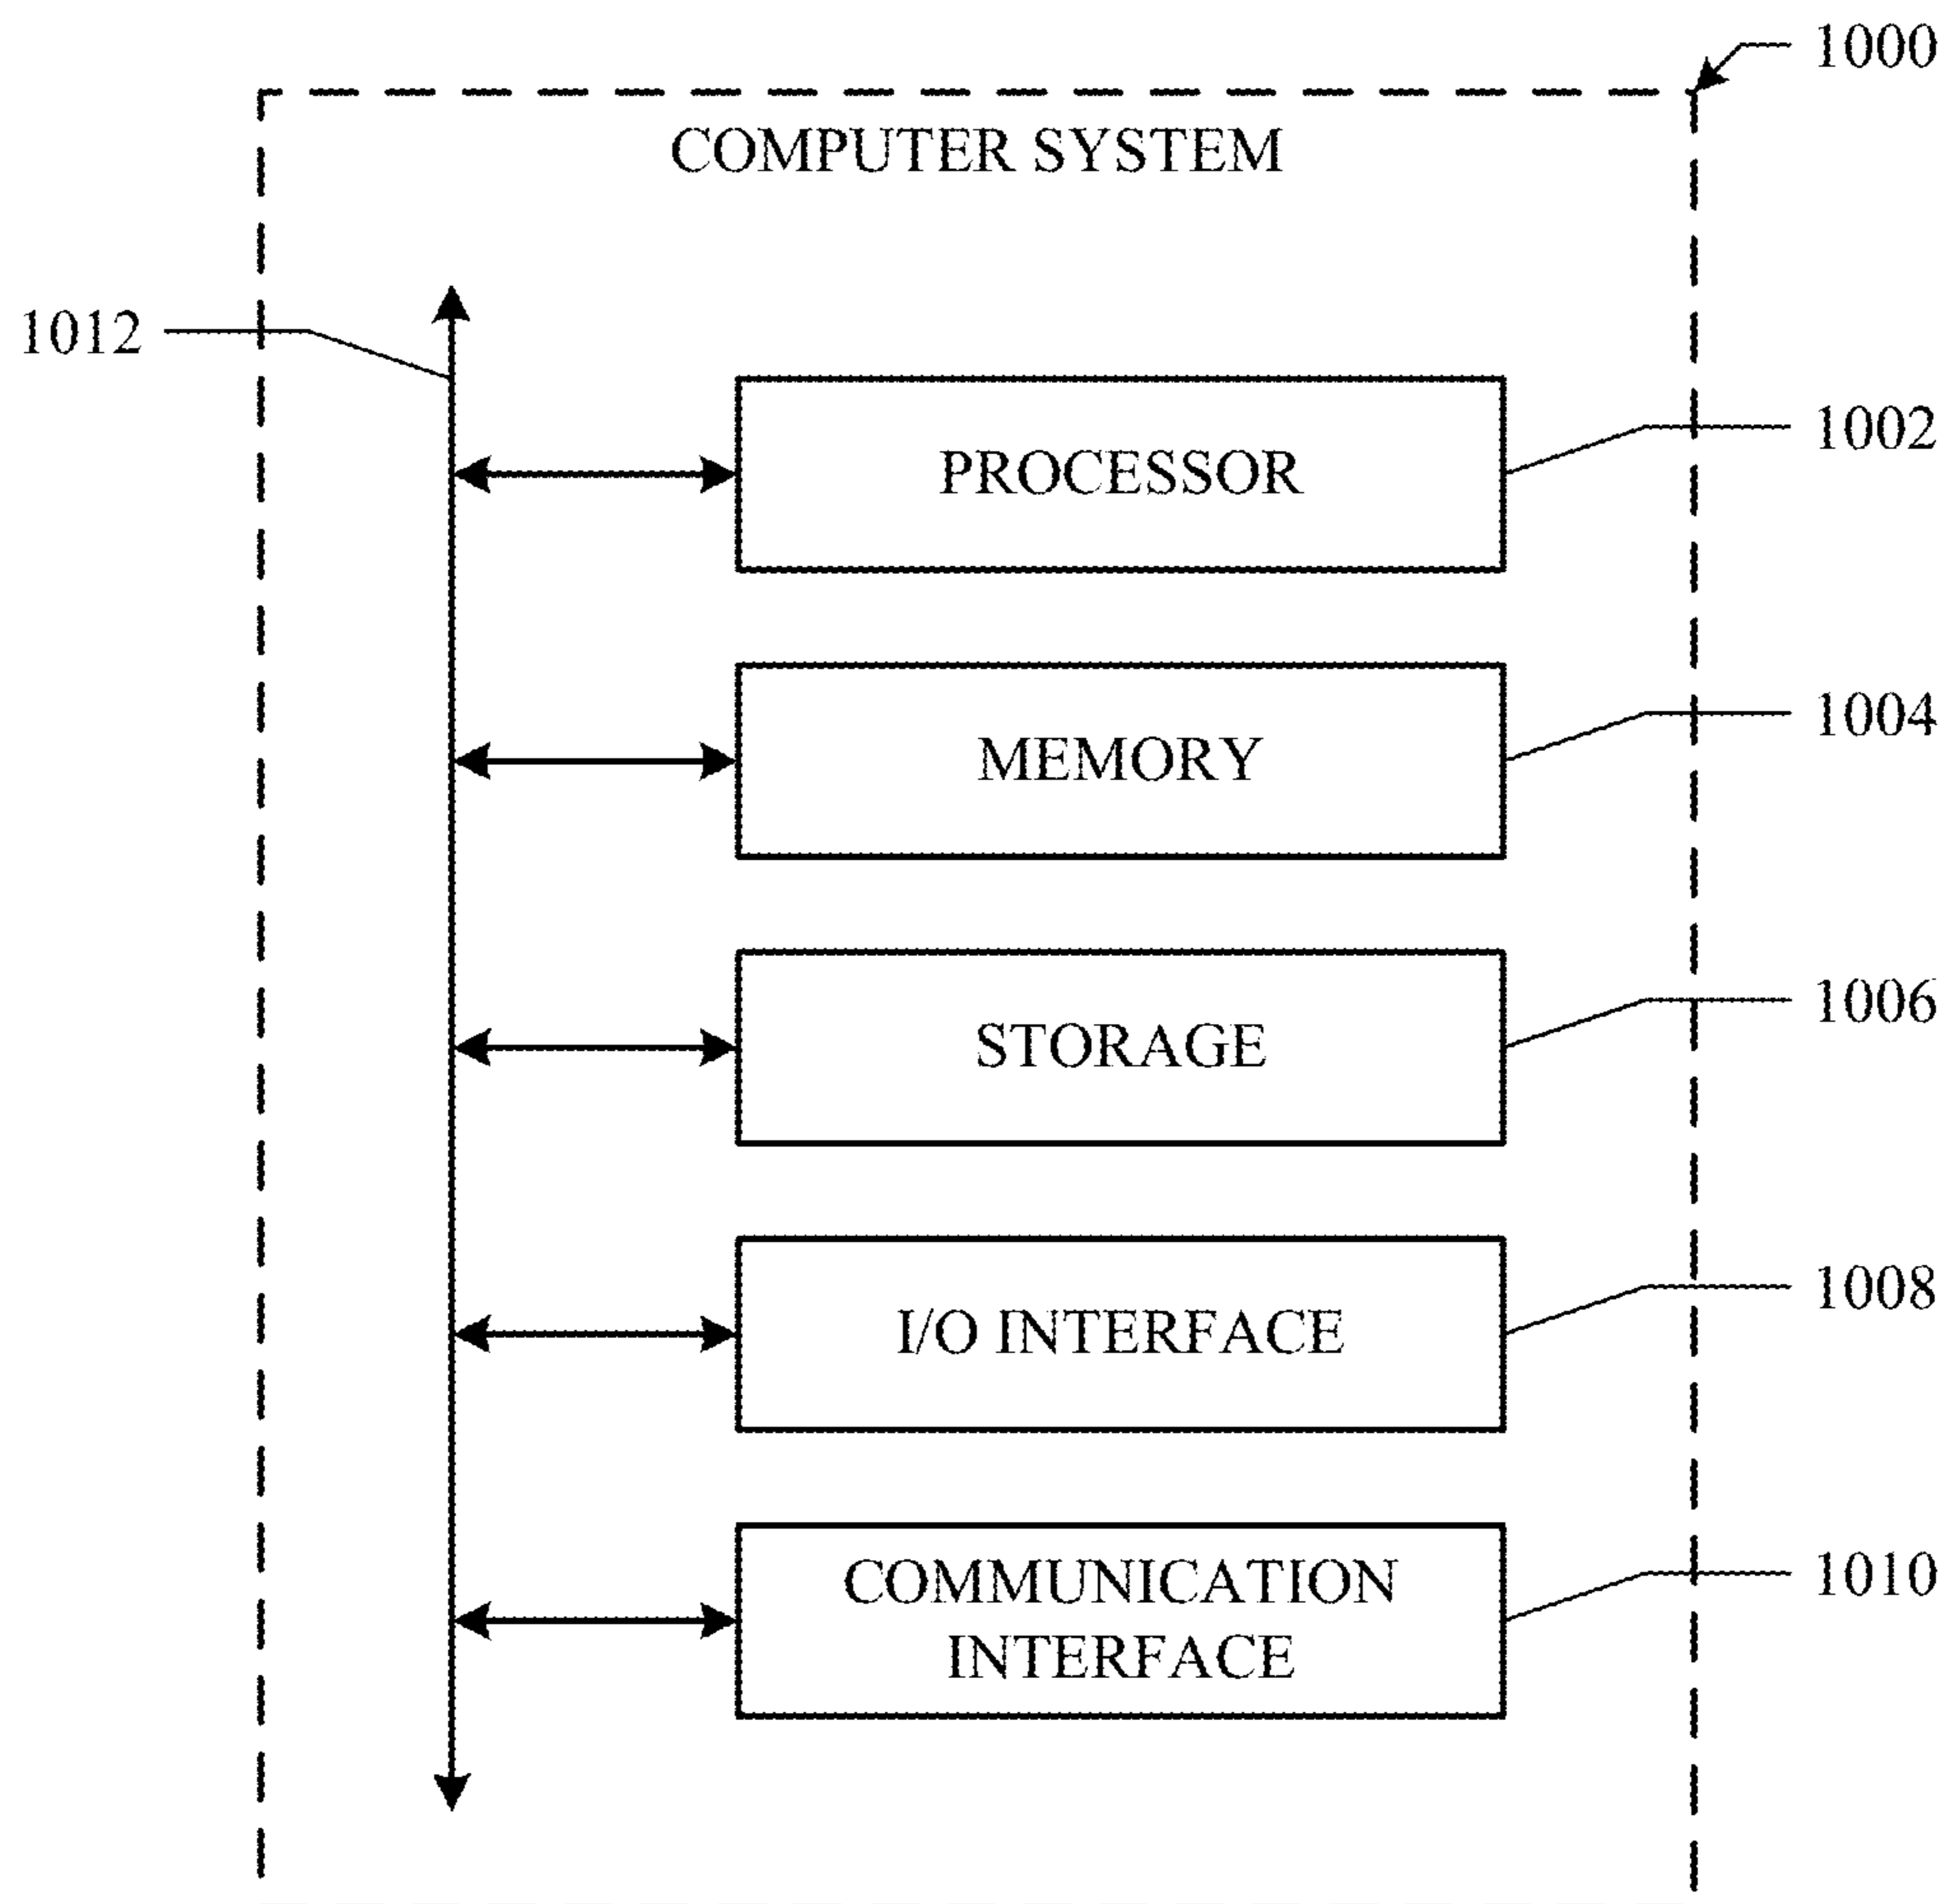 1000
COMPUTER SYSTEM
1012
1002
PROCESSOR
1004
MEMORY
1006
STORAGE
1008
I/O INTERFACE
1010
COMMUNICATION
INTERFACE